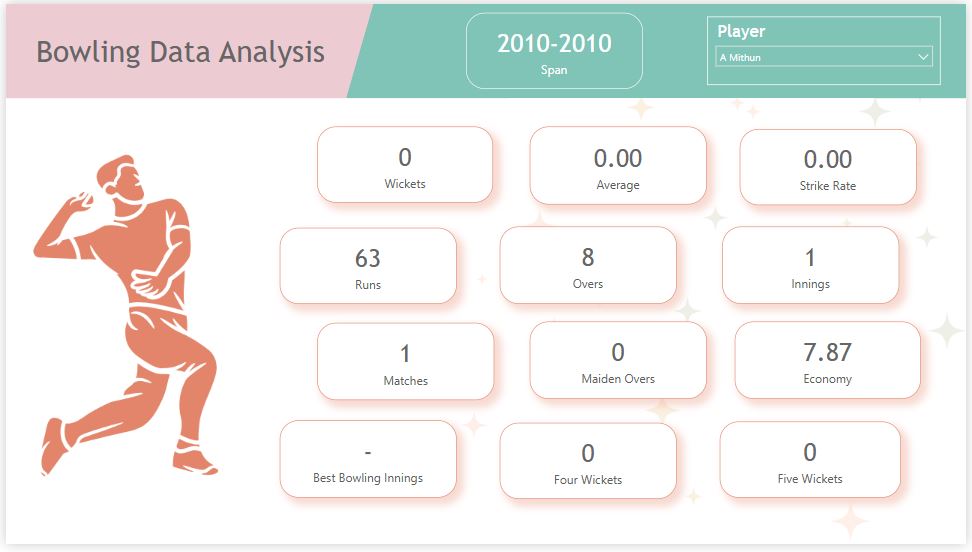 Bowling Data Analysis
2010-2010
Span
Player
A Mithun
0
Wickets
0.00
Average
0.00
Strike Rate
63
Runs
8
Overs
1
Innings
1
Matches
0
Maiden Overs
7.87
Economy
-
Best Bowling Innings
0
Four Wickets
0
Five Wickets